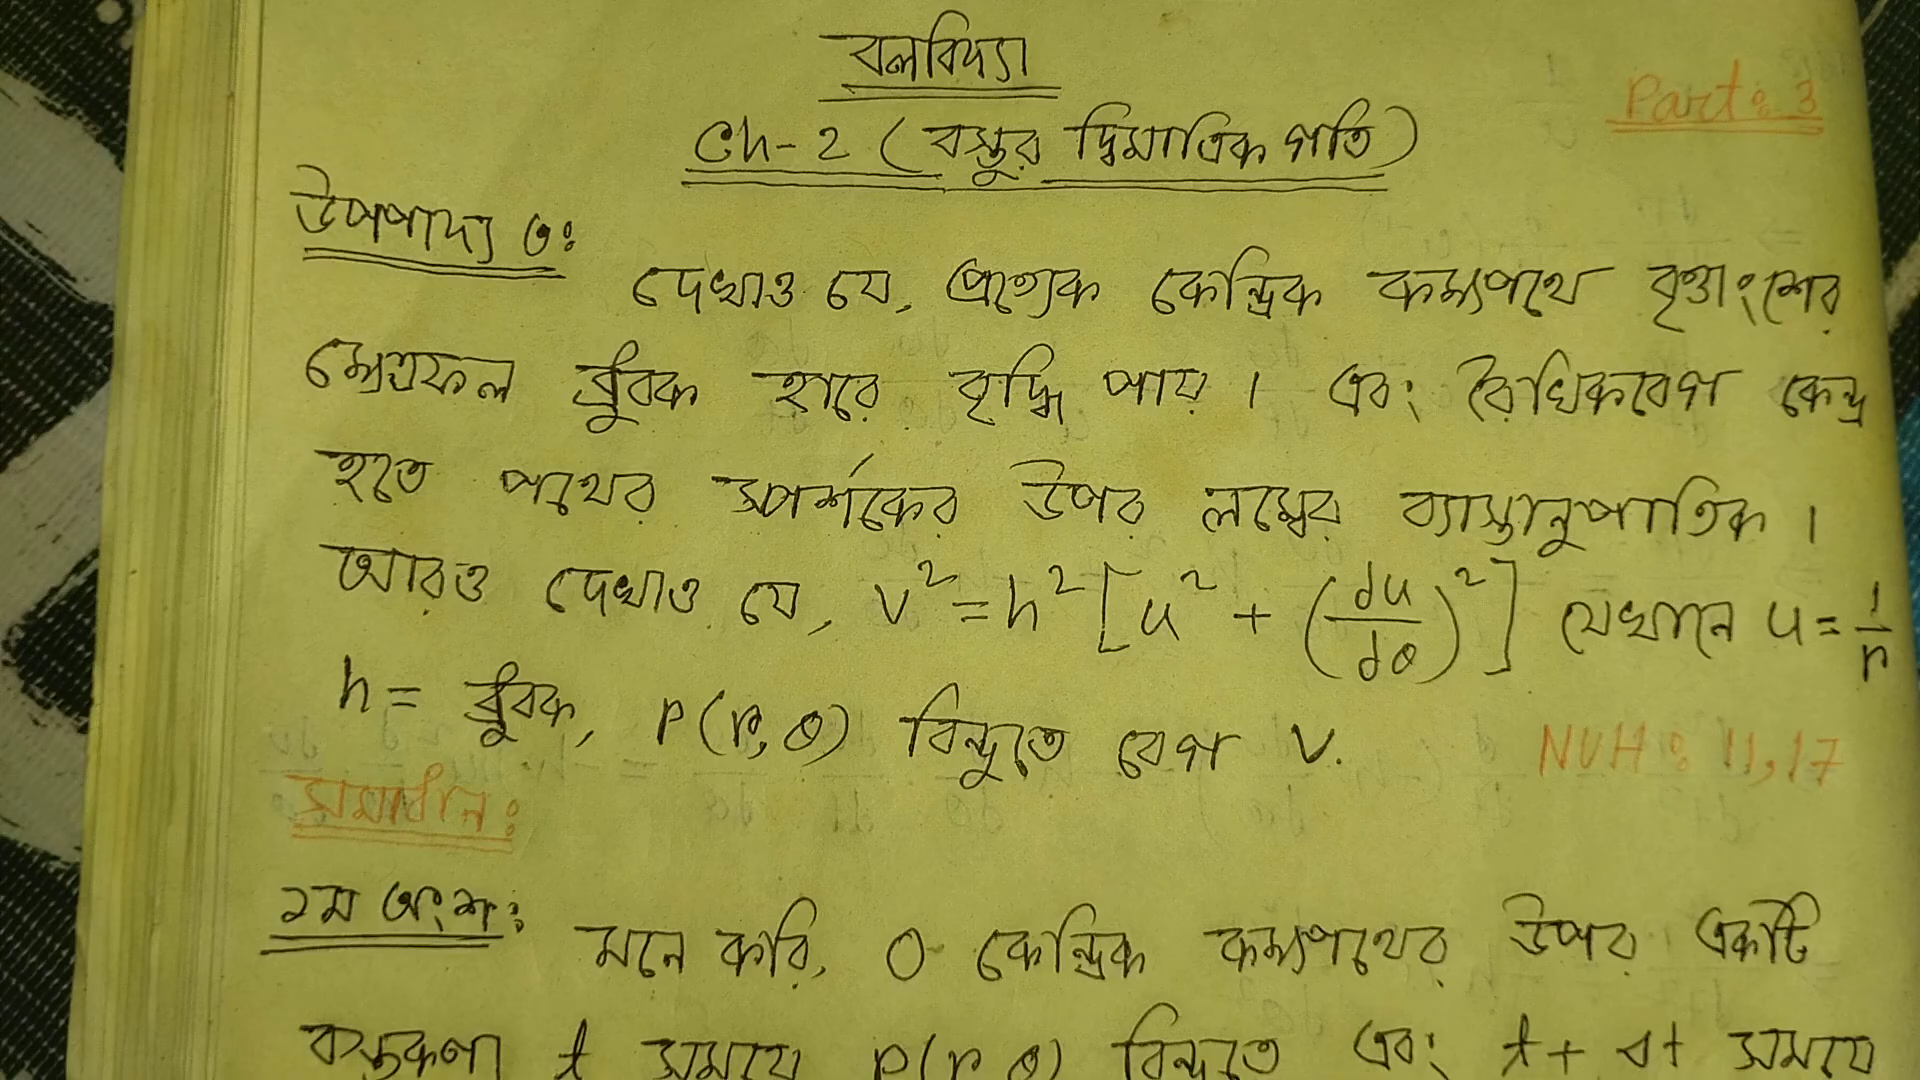 বলবিদ্যা
Part: 3
Ch-2 (বস্তুর দ্বিমাত্রিক গতি)
উপপাদ্য ৩:
দেখাও যে, প্রত্যেক কেন্দ্রিক কক্ষপথে বৃত্তাংশের
ক্ষেত্রফল ধ্রুবক হারে বৃদ্ধি পায়। এবং রৈখিকবেগ কেন্দ্র
হতে পথের স্পর্শকের উপর লম্বের ব্যাস্তানুপাতিক।
আরও দেখাও যে, v² = h² [u² + (du/dθ)²] যেখানে u = 1/r
h = ধ্রুবক, P(r, θ) বিন্দুতে বেগ v.
NUH: 11, 17
সমাধান:
১ম অংশ: মনে করি, O কেন্দ্রিক কক্ষপথের উপর একটি
বস্তুকণা t সময়ে P(r, θ) বিন্দুতে এবং t + Δt সময়ে